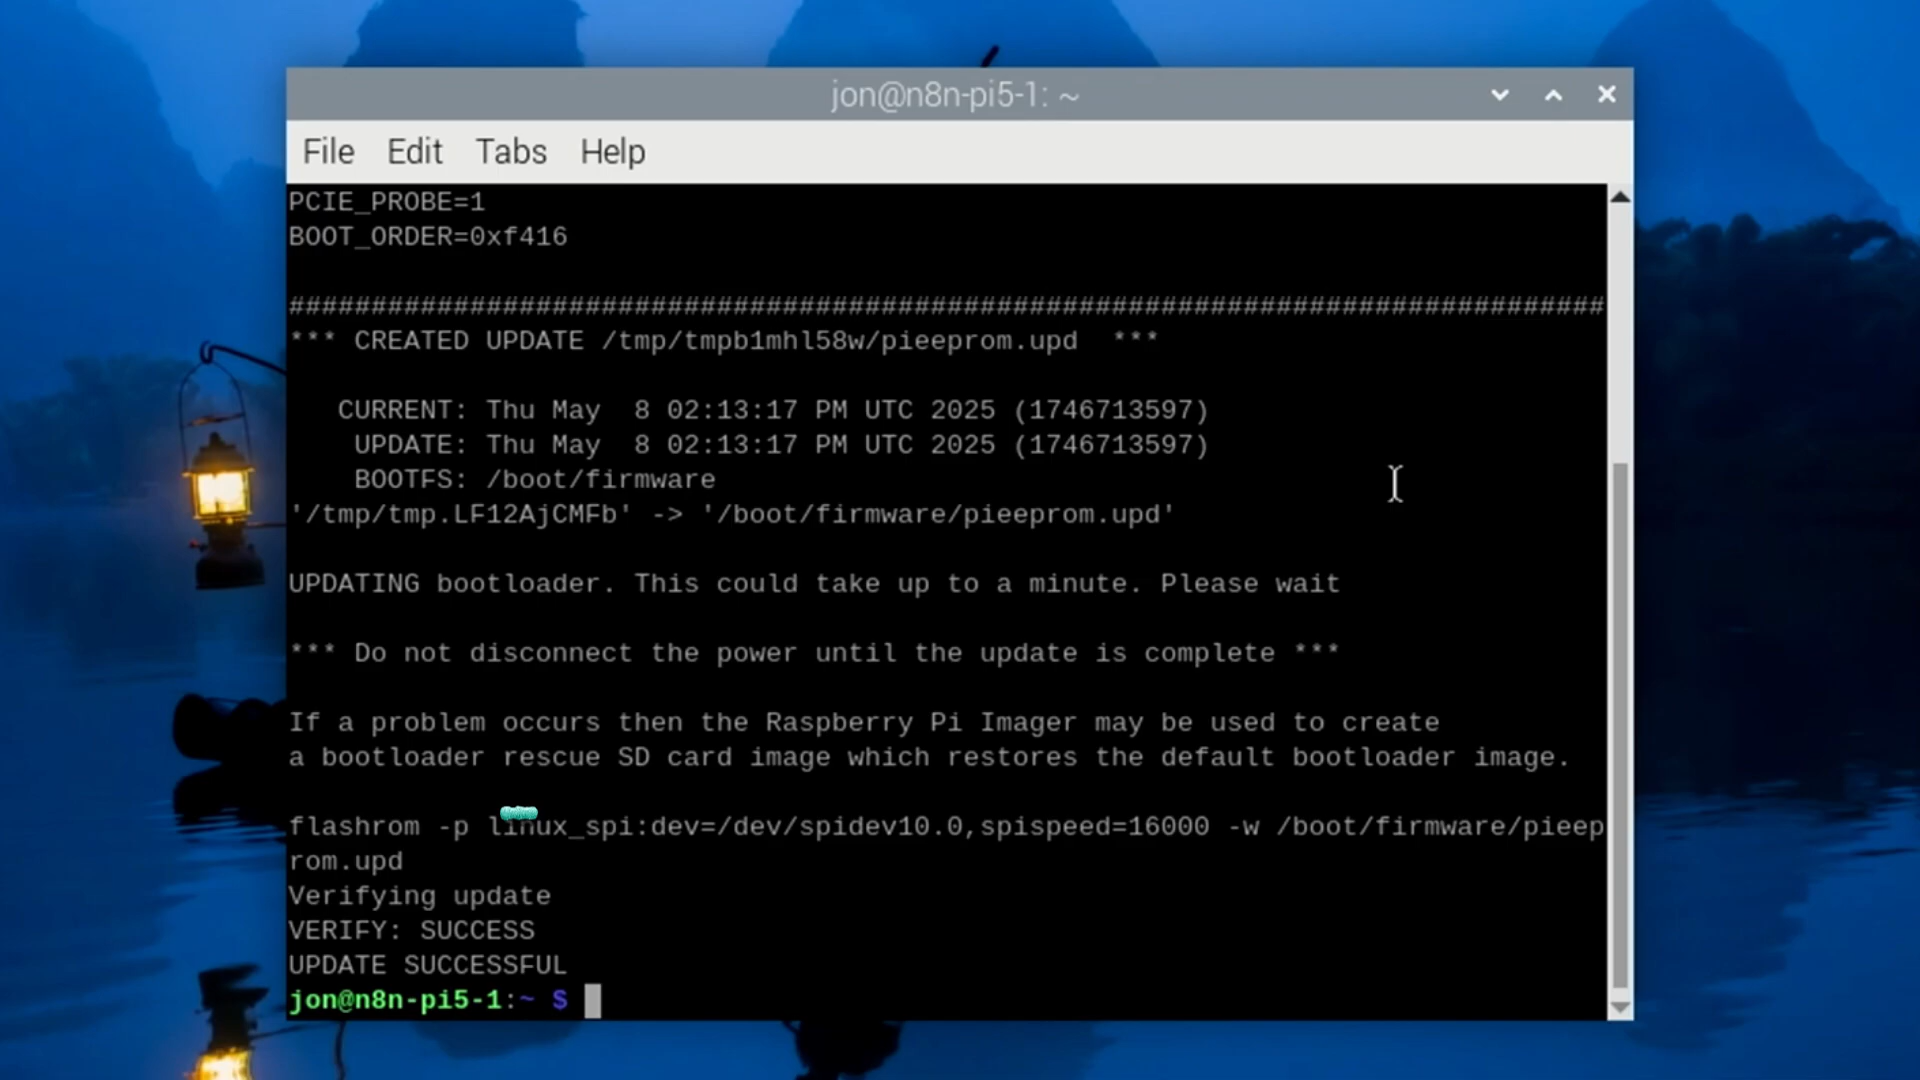 jon@n8n-pi5-1: ~
File Edit Tabs Help
PCIE_PROBE=1
BOOT_ORDER=0xf416
################################################################################
*** CREATED UPDATE /tmp/tmpb1mhl58w/pieeprom.upd  ***
   CURRENT: Thu May  8 02:13:17 PM UTC 2025 (1746713597)
    UPDATE: Thu May  8 02:13:17 PM UTC 2025 (1746713597)
    BOOTFS: /boot/firmware
'/tmp/tmp.LF12AjCMFb' -> '/boot/firmware/pieeprom.upd'
UPDATING bootloader. This could take up to a minute. Please wait
*** Do not disconnect the power until the update is complete ***
If a problem occurs then the Raspberry Pi Imager may be used to create
a bootloader rescue SD card image which restores the default bootloader image.
flashrom -p linux_spi:dev=/dev/spidev10.0,spispeed=16000 -w /boot/firmware/pieep
rom.upd
Verifying update
VERIFY: SUCCESS
UPDATE SUCCESSFUL
jon@n8n-pi5-1:~ $